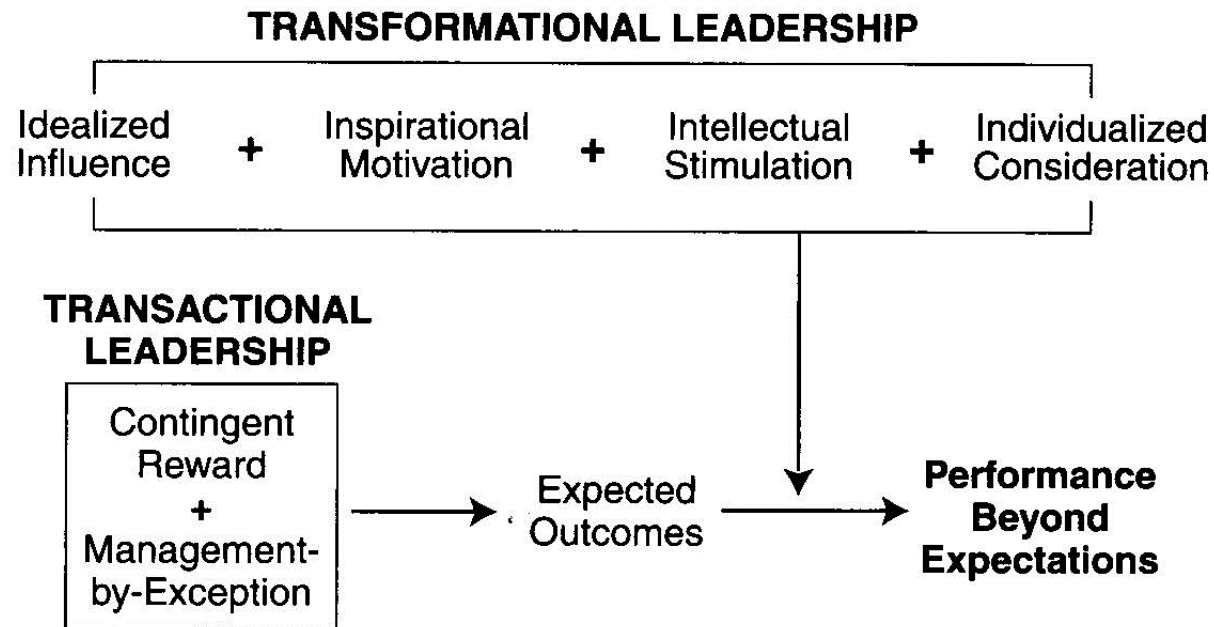 TRANSFORMATIONAL LEADERSHIP
Idealized
Influence
+
Inspirational
Motivation
+
Intellectual
Stimulation
+
Individualized
Consideration
TRANSACTIONAL
LEADERSHIP
Contingent
Reward
+
Management-
by-Exception
Expected
Outcomes
Performance
Beyond
Expectations